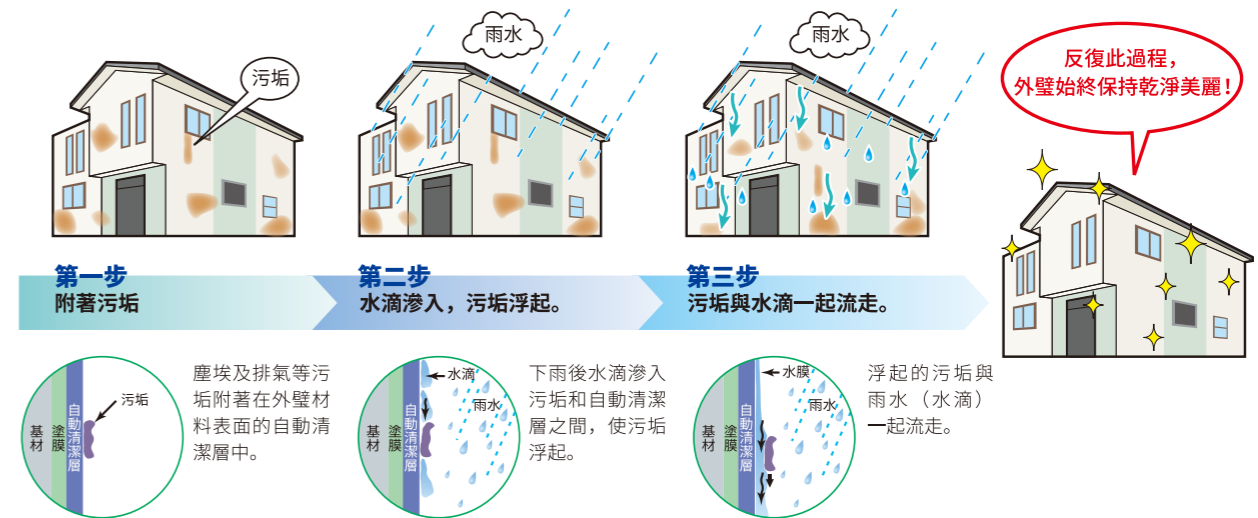 污垢
雨水
雨水
反復此過程，
外璧始終保持乾淨美麗！
第一步
附著污垢
第二步
水滴滲入，污垢浮起。
第三步
污垢與水滴一起流走。
基材
塗膜
自動清潔層
污垢
塵埃及排氣等污
垢附著在外璧材
料表面的自動清
潔層中。
基材
塗膜
自動清潔層
水滴
雨水
下雨後水滴滲入
污垢和自動清潔
層之間，使污垢
浮起。
基材
塗膜
自動清潔層
水膜
雨水
浮起的污垢與
雨水（水滴）
一起流走。